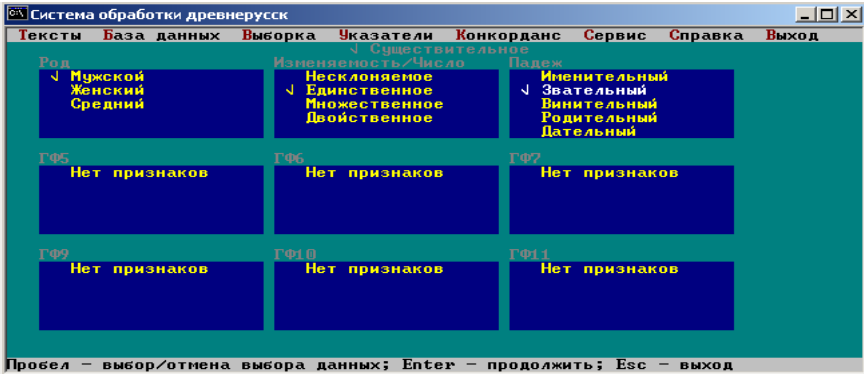 Система обработки древнерусск
Тексты База данных Выборка Указатели Конкорданс Сервис Справка Выход
√ Существительное
Род Изменяемость/Число Падеж
√ Мужской Несклоняемое Именительный
Женский √ Единственное √ Звательный
Средний Множественное Винительный
Двойственное Родительный
Дательный
ГФ5 ГФ6 ГФ7
Нет признаков Нет признаков Нет признаков
ГФ9 ГФ10 ГФ11
Нет признаков Нет признаков Нет признаков
Пробел - выбор/отмена выбора данных; Enter - продолжить; Esc - выход